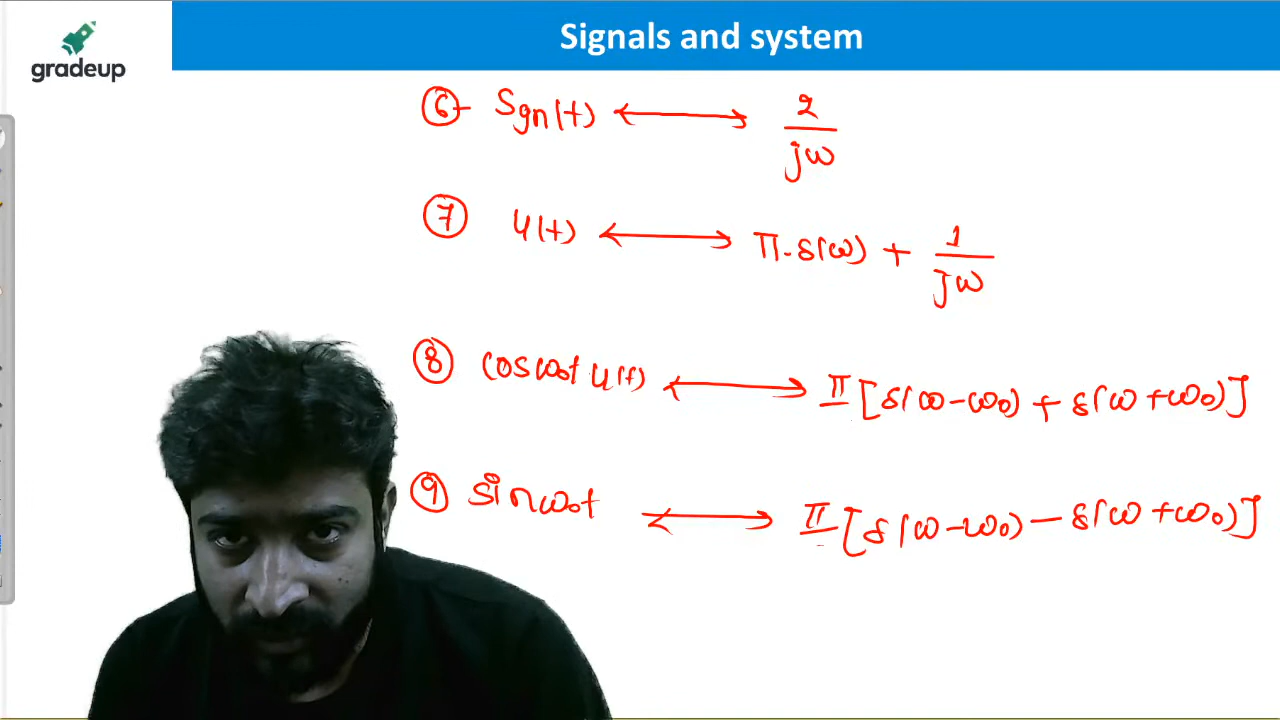 gradeup
Signals and system
⑥ Sgn(t) ⟷ 2/jω
⑦ u(t) ⟷ π·δ(ω) + 1/jω
⑧ cosω₀t u(t) ⟷ π[δ(ω-ω₀) + δ(ω+ω₀)]
⑨ sinω₀t ⟷ π[δ(ω-ω₀) - δ(ω+ω₀)]